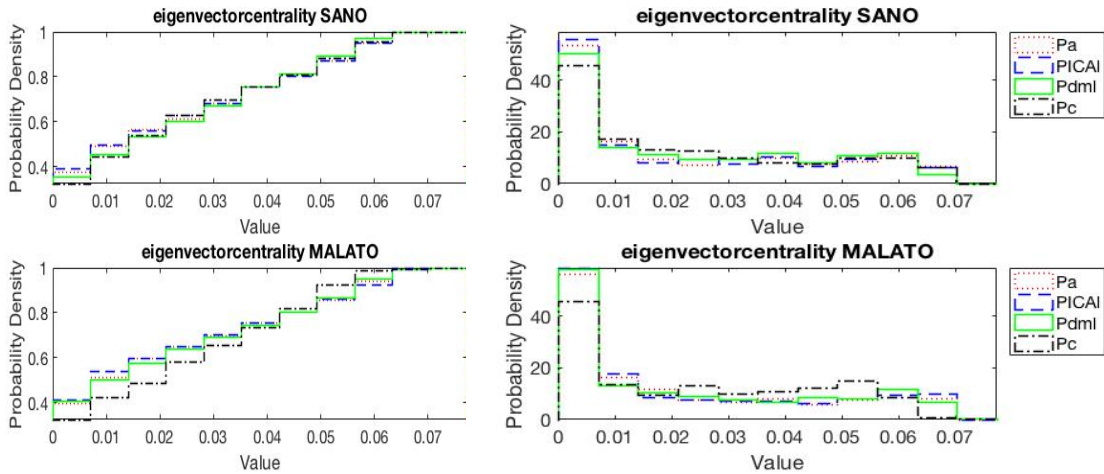 eigenvectorcentrality SANO
Probability Density
1
0.8
0.6
0.4
0 0.01 0.02 0.03 0.04 0.05 0.06 0.07
Value
eigenvectorcentrality SANO
Probability Density
40
20
0
0 0.01 0.02 0.03 0.04 0.05 0.06 0.07
Value
Pa
PICAI
Pdml
Pc
eigenvectorcentrality MALATO
Probability Density
1
0.8
0.6
0.4
0 0.01 0.02 0.03 0.04 0.05 0.06 0.07
Value
eigenvectorcentrality MALATO
Probability Density
40
20
0
0 0.01 0.02 0.03 0.04 0.05 0.06 0.07
Value
Pa
PICAI
Pdml
Pc